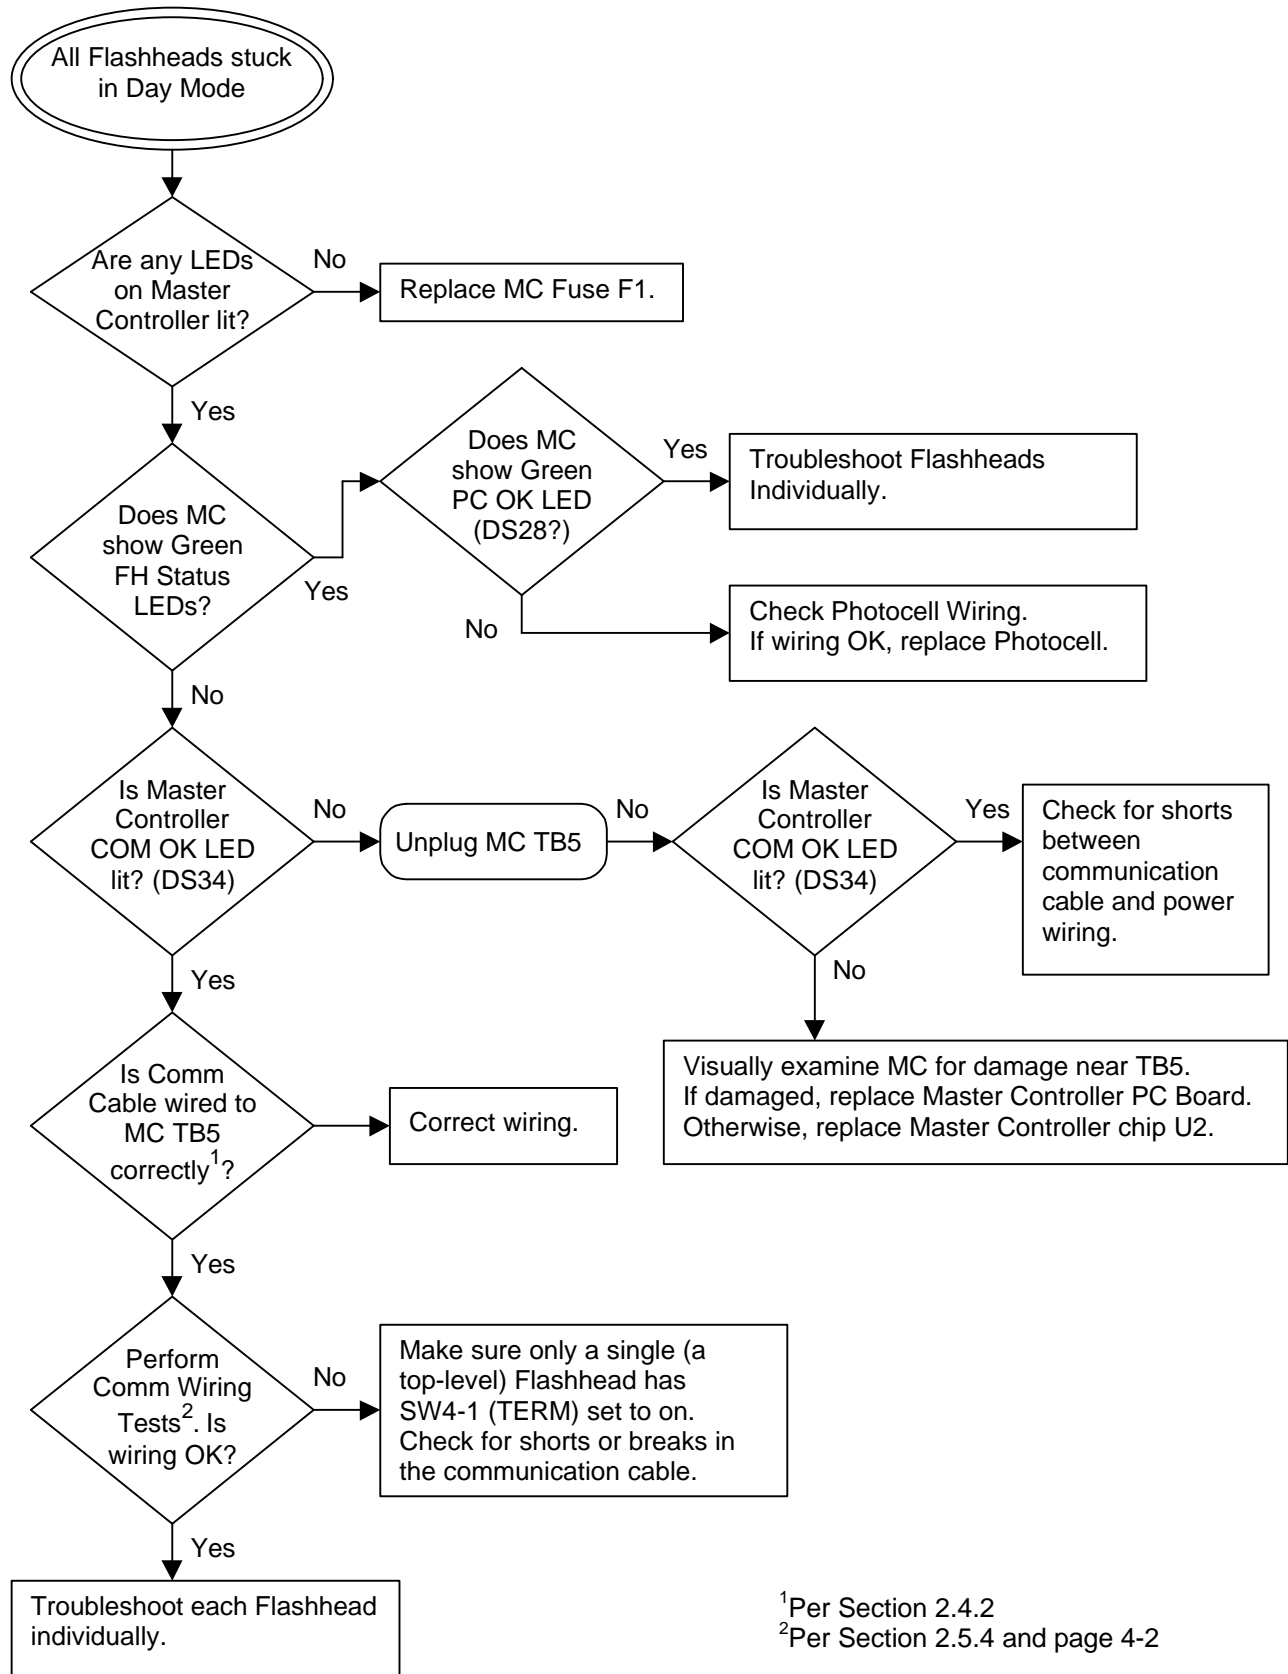 All Flashheads stuck
in Day Mode
Are any LEDs
on Master
Controller lit?
No
Replace MC Fuse F1.
Yes
Does MC
show Green
FH Status
LEDs?
Yes
Does MC
show Green
PC OK LED
(DS28?)
Yes
Troubleshoot Flashheads
Individually.
No
Check Photocell Wiring.
If wiring OK, replace Photocell.
No
Is Master
Controller
COM OK LED
lit? (DS34)
No
Unplug MC TB5
No
Is Master
Controller
COM OK LED
lit? (DS34)
Yes
Check for shorts
between
communication
cable and power
wiring.
No
Visually examine MC for damage near TB5.
If damaged, replace Master Controller PC Board.
Otherwise, replace Master Controller chip U2.
Yes
Is Comm
Cable wired to
MC TB5
correctly¹?
Correct wiring.
Yes
Perform
Comm Wiring
Tests². Is
wiring OK?
No
Make sure only a single (a
top-level) Flashhead has
SW4-1 (TERM) set to on.
Check for shorts or breaks in
the communication cable.
Yes
Troubleshoot each Flashhead
individually.
¹Per Section 2.4.2
²Per Section 2.5.4 and page 4-2